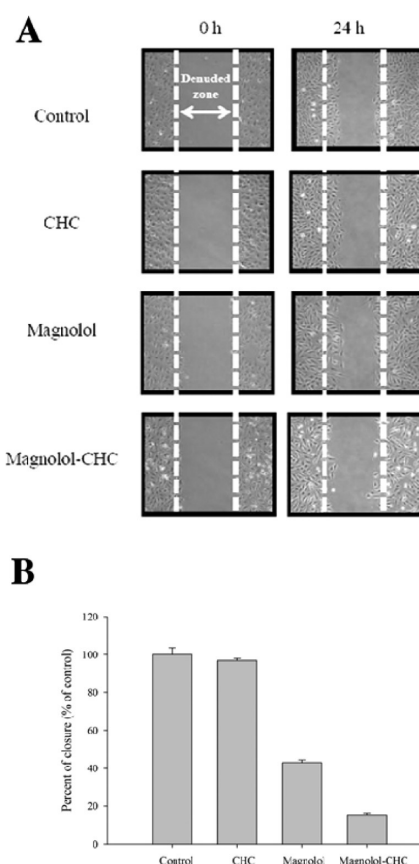 A
0 h
24 h
Denuded
zone
Control
CHC
Magnolol
Magnolol-CHC
B
Percent of closure (% of control)
120
100
80
60
40
20
0
Control
CHC
Magnolol
Magnolol-CHC